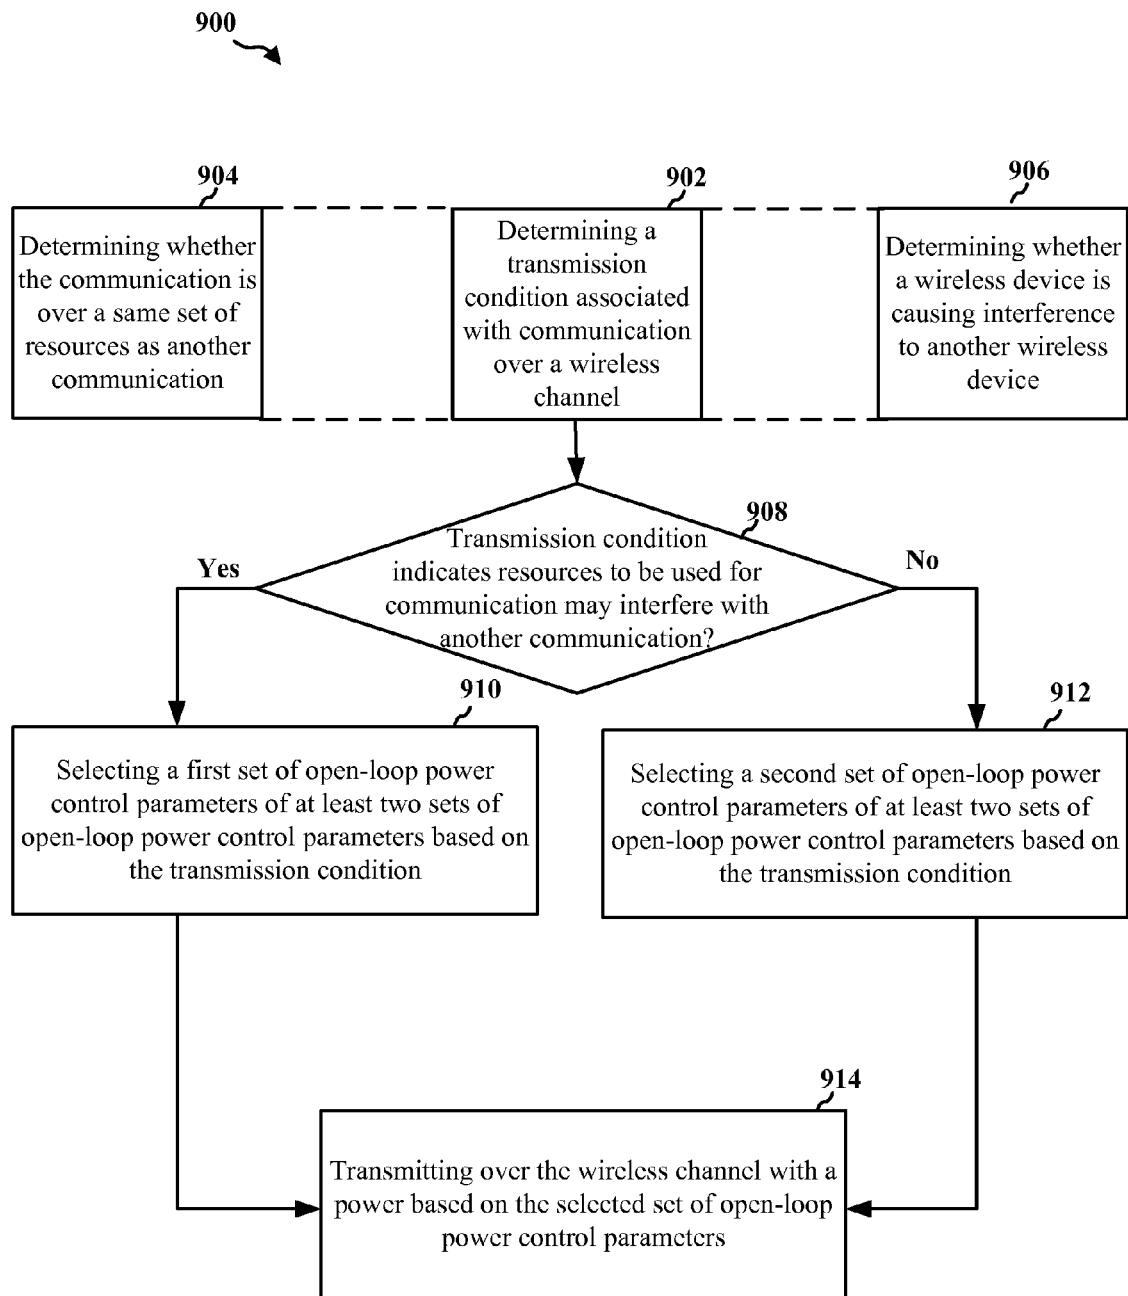 900
904
Determining whether
the communication is
over a same set of
resources as another
communication
902
Determining a
transmission
condition associated
with communication
over a wireless
channel
906
Determining whether
a wireless device is
causing interference
to another wireless
device
908
Transmission condition
indicates resources to be used for
communication may interfere with
another communication?
Yes
No
910
Selecting a first set of open-loop power
control parameters of at least two sets of
open-loop power control parameters based on
the transmission condition
912
Selecting a second set of open-loop power
control parameters of at least two sets of
open-loop power control parameters based on
the transmission condition
914
Transmitting over the wireless channel with a
power based on the selected set of open-loop
power control parameters